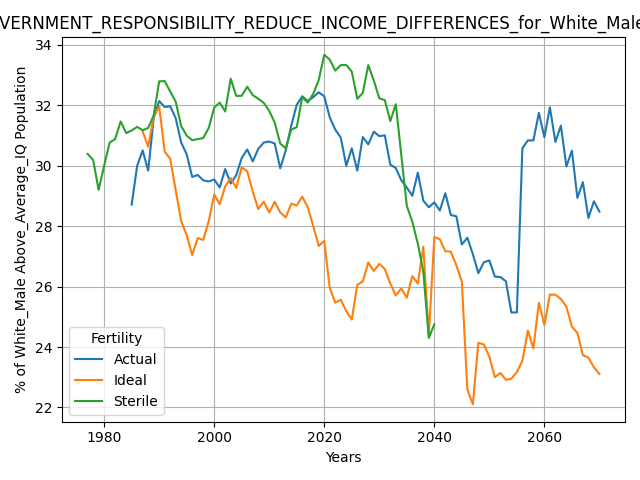 VERNMENT_RESPONSIBILITY_REDUCE_INCOME_DIFFERENCES_for_White_Male
% of White_Male Above_Average_IQ Population
34
32
30
28
26
24
22
Fertility
Actual
Ideal
Sterile
1980 2000 2020 2040 2060
Years